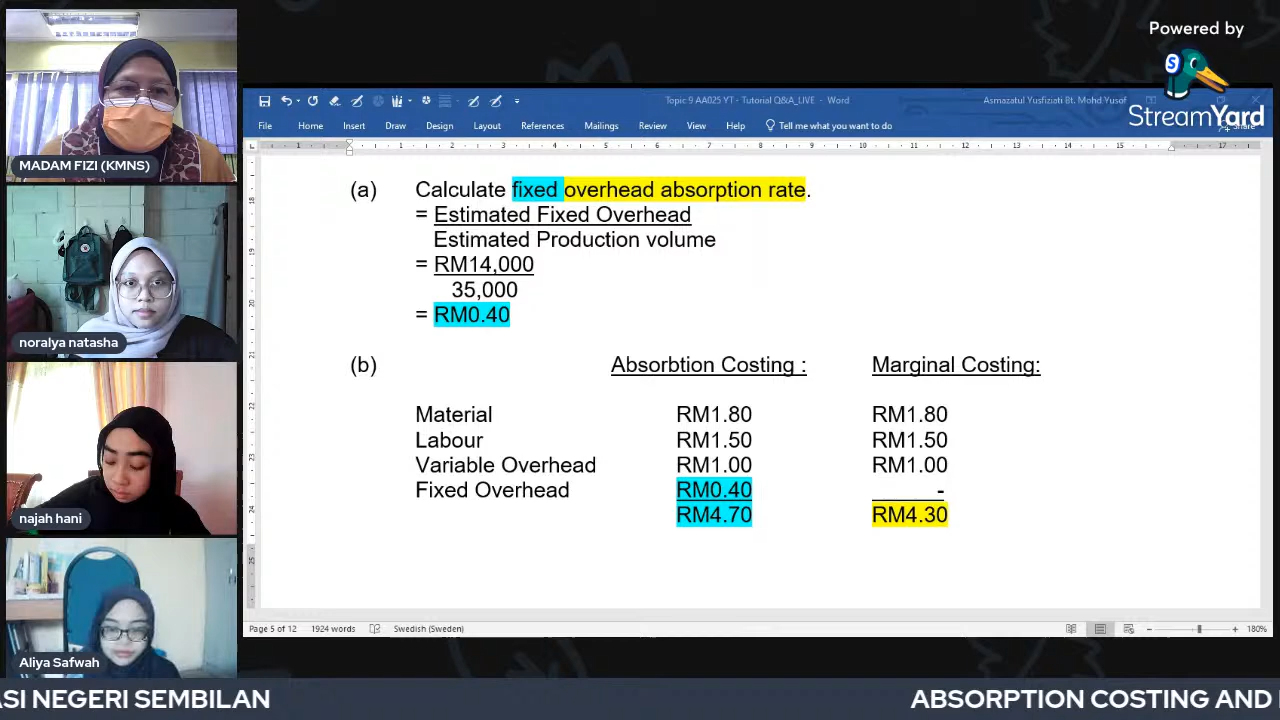 Powered by
StreamYard
MADAM FIZI (KMNS)
noralya natasha
najah hani
Aliya Safwah
Topic 9 AA025 YT - Tutorial Q&A_LIVE - Word
Asmazatul Yusfiziati Bt. Mohd Yusof
File Home Insert Draw Design Layout References Mailings Review View Help Tell me what you want to do Share
(a) Calculate fixed overhead absorption rate.
= Estimated Fixed Overhead
Estimated Production volume
= RM14,000
35,000
= RM0.40
(b) Absorbtion Costing : Marginal Costing:
Material RM1.80 RM1.80
Labour RM1.50 RM1.50
Variable Overhead RM1.00 RM1.00
Fixed Overhead RM0.40 -
RM4.70 RM4.30
Page 5 of 12 1924 words Swedish (Sweden) 180%
ASI NEGERI SEMBILAN ABSORPTION COSTING AND